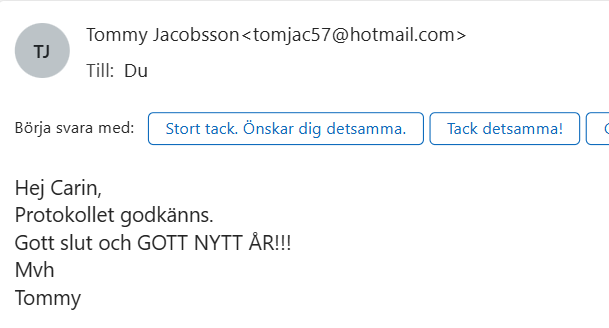 TJ
Tommy Jacobsson<tomjac57@hotmail.com>
Till: Du
Börja svara med: Stort tack. Önskar dig detsamma. Tack detsamma!
Hej Carin,
Protokollet godkänns.
Gott slut och GOTT NYTT ÅR!!!
Mvh
Tommy